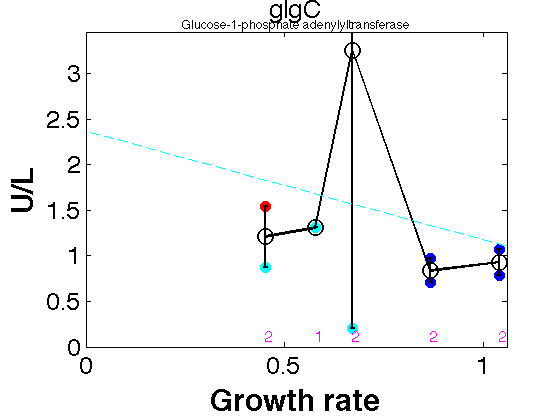 glgC
Glucose-1-phosphate adenylyltransferase
3
2.5
2
1.5
1
0.5
0
U/L
2 1 2 2 2
0 0.5 1
Growth rate